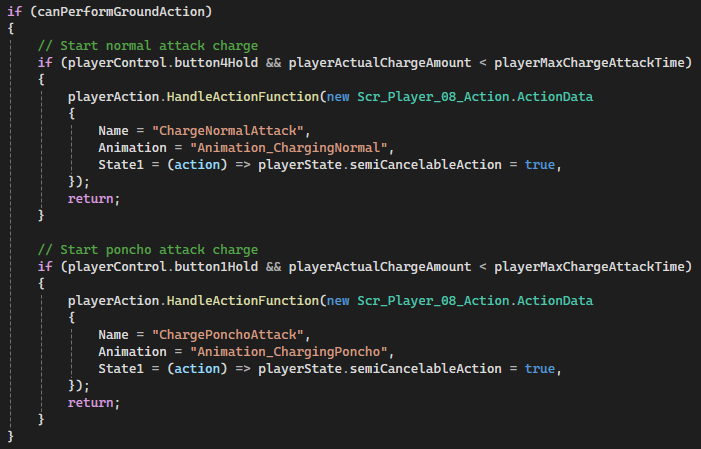 if (canPerformGroundAction)
{
    // Start normal attack charge
    if (playerControl.button4Hold && playerActualChargeAmount < playerMaxChargeAttackTime)
    {
        playerAction.HandleActionFunction(new Scr_Player_08_Action.ActionData
        {
            Name = "ChargeNormalAttack",
            Animation = "Animation_ChargingNormal",
            State1 = (action) => playerState.semiCancelableAction = true,
        });
        return;
    }

    // Start poncho attack charge
    if (playerControl.button1Hold && playerActualChargeAmount < playerMaxChargeAttackTime)
    {
        playerAction.HandleActionFunction(new Scr_Player_08_Action.ActionData
        {
            Name = "ChargePonchoAttack",
            Animation = "Animation_ChargingPoncho",
            State1 = (action) => playerState.semiCancelableAction = true,
        });
        return;
    }
}